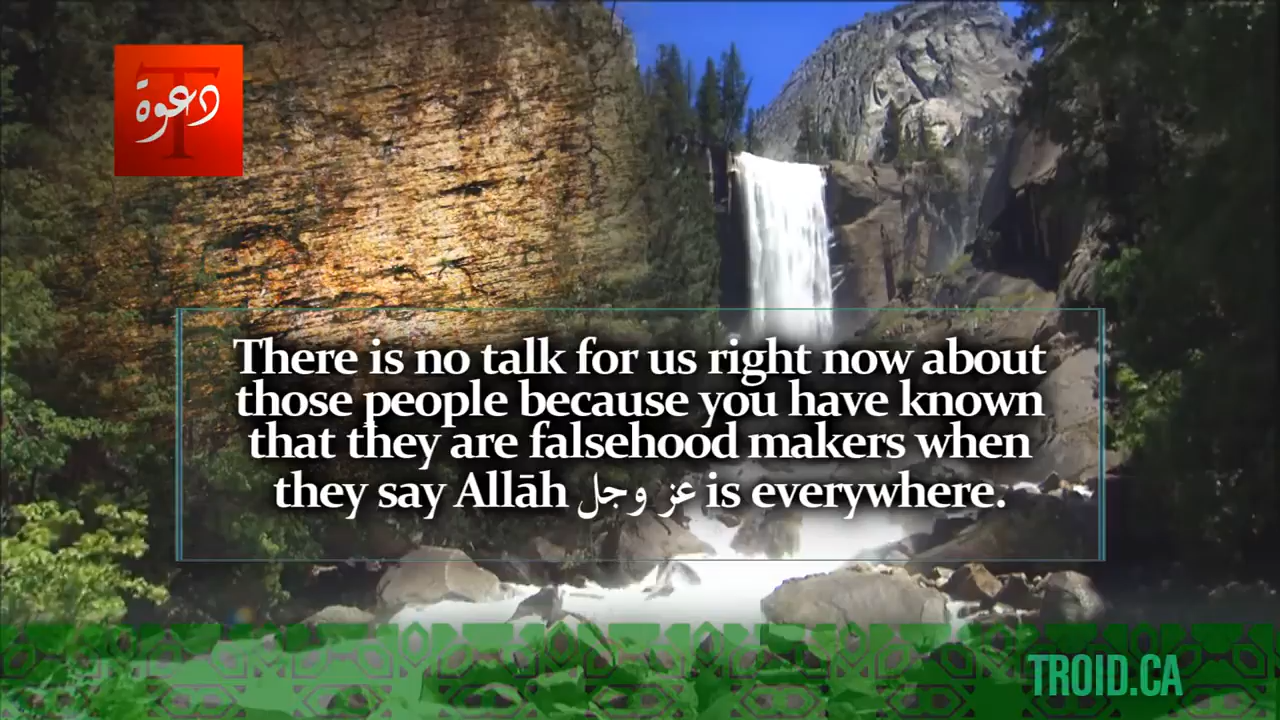 T
دعوة
There is no talk for us right now about
those people because you have known
that they are falsehood makers when
they say Allāh عز وجل is everywhere.
TROID.CA